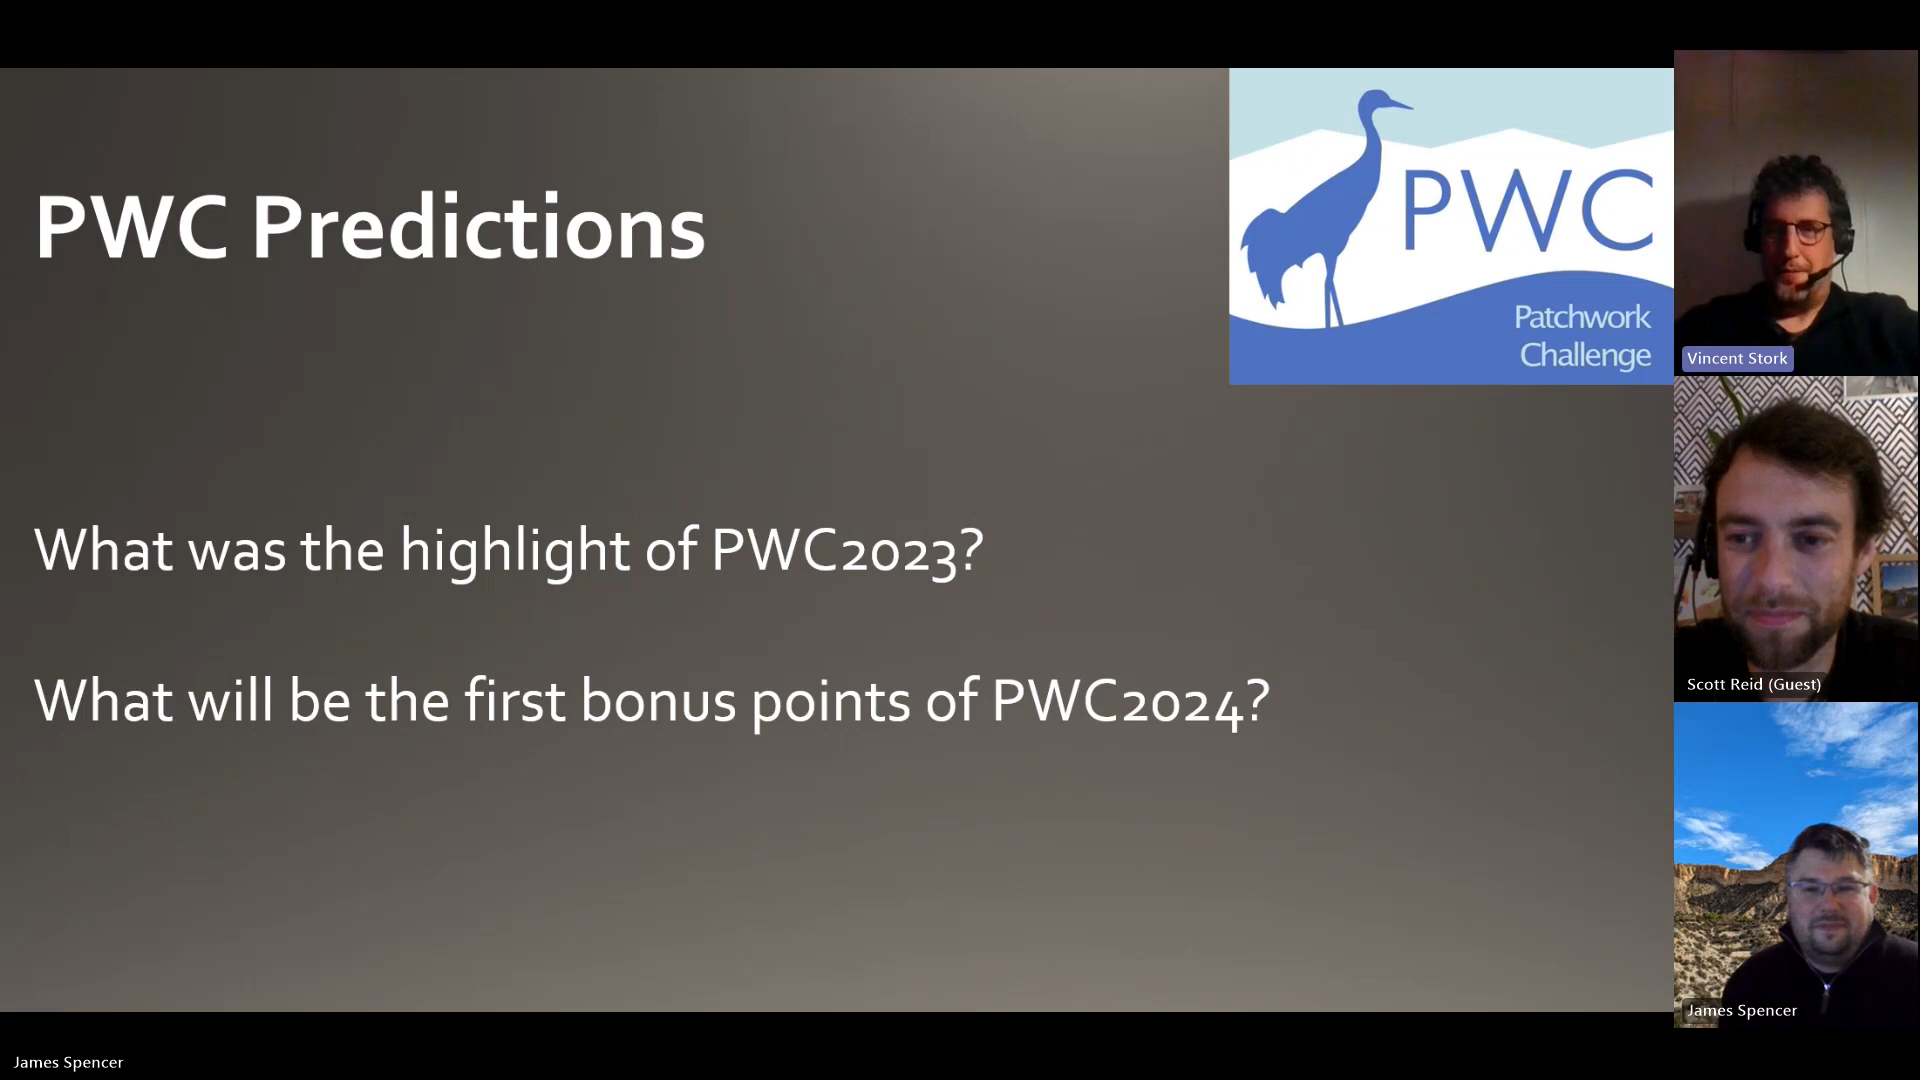 PWC Predictions
PWC
Patchwork
Challenge
What was the highlight of PWC2023?
What will be the first bonus points of PWC2024?
Vincent Stork
Scott Reid (Guest)
James Spencer
James Spencer